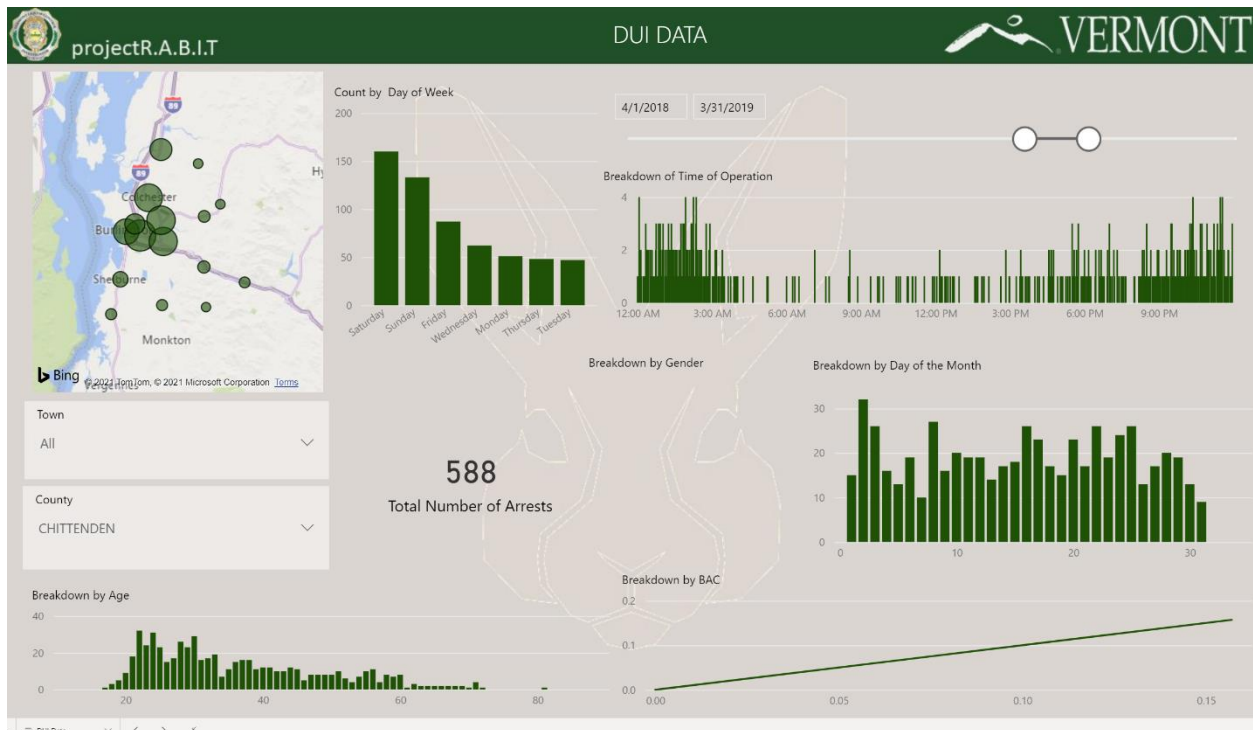 projectR.A.B.I.T
DUI DATA
VERMONT
89
89
Colchester
Shelburne
Monkton
Bing
© 2021 TomTom, © 2021 Microsoft Corporation Terms
Count by Day of Week
200
150
100
50
0
Saturday
Sunday
Friday
Wednesday
Monday
Thursday
Tuesday
4/1/2018
3/31/2019
Breakdown of Time of Operation
4
2
0
12:00 AM
3:00 AM
6:00 AM
9:00 AM
12:00 PM
3:00 PM
6:00 PM
9:00 PM
Town
All
County
CHITTENDEN
588
Total Number of Arrests
Breakdown by Gender
Breakdown by Day of the Month
30
20
10
0
0
10
20
30
Breakdown by Age
40
20
0
20
40
60
80
Breakdown by BAC
0.2
0.1
0.0
0.00
0.05
0.10
0.15